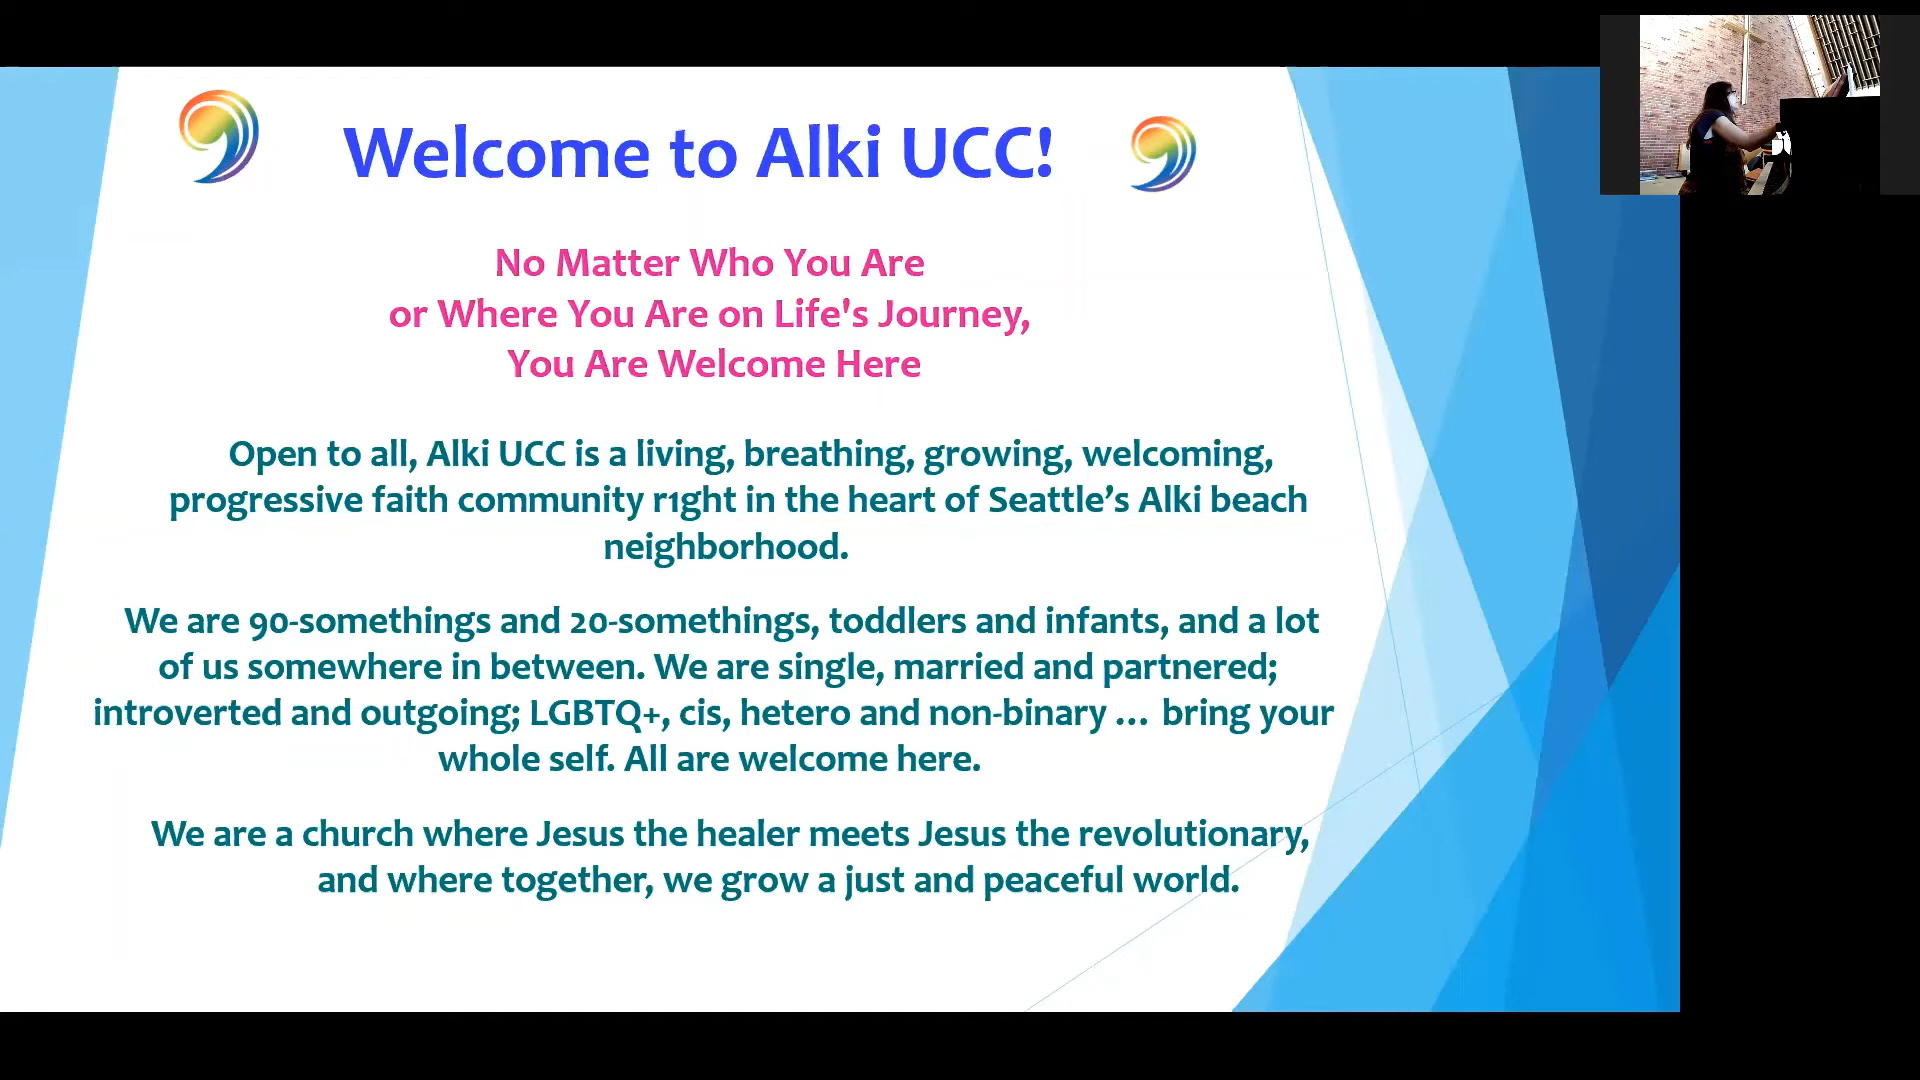 Welcome to Alki UCC!
No Matter Who You Are
or Where You Are on Life's Journey,
You Are Welcome Here
Open to all, Alki UCC is a living, breathing, growing, welcoming,
progressive faith community r1ght in the heart of Seattle’s Alki beach
neighborhood.
We are 90-somethings and 20-somethings, toddlers and infants, and a lot
of us somewhere in between. We are single, married and partnered;
introverted and outgoing; LGBTQ+, cis, hetero and non-binary … bring your
whole self. All are welcome here.
We are a church where Jesus the healer meets Jesus the revolutionary,
and where together, we grow a just and peaceful world.